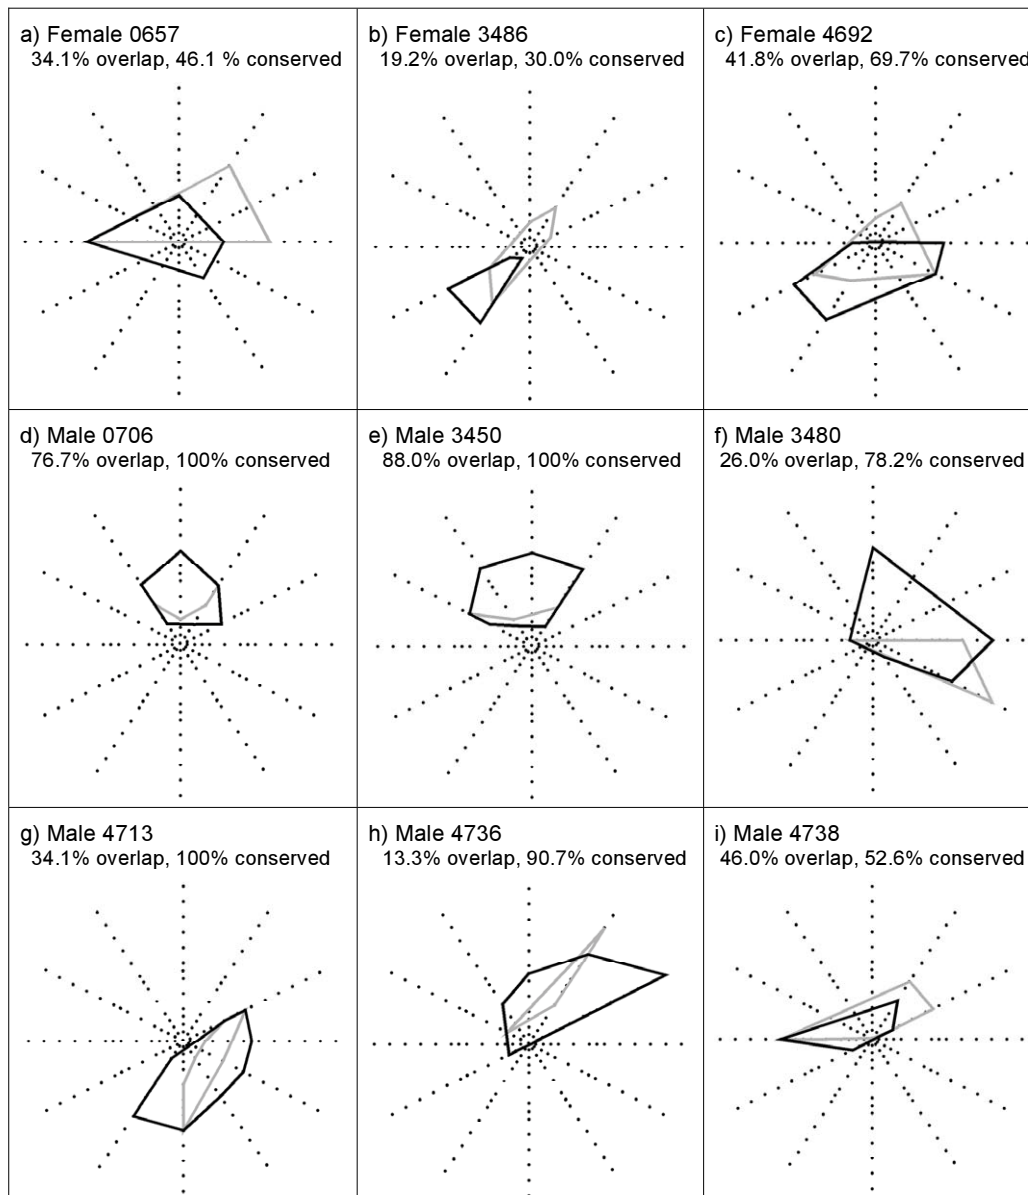 a) Female 0657
34.1% overlap, 46.1 % conserved
b) Female 3486
19.2% overlap, 30.0% conserved
c) Female 4692
41.8% overlap, 69.7% conserved
d) Male 0706
76.7% overlap, 100% conserved
e) Male 3450
88.0% overlap, 100% conserved
f) Male 3480
26.0% overlap, 78.2% conserved
g) Male 4713
34.1% overlap, 100% conserved
h) Male 4736
13.3% overlap, 90.7% conserved
i) Male 4738
46.0% overlap, 52.6% conserved